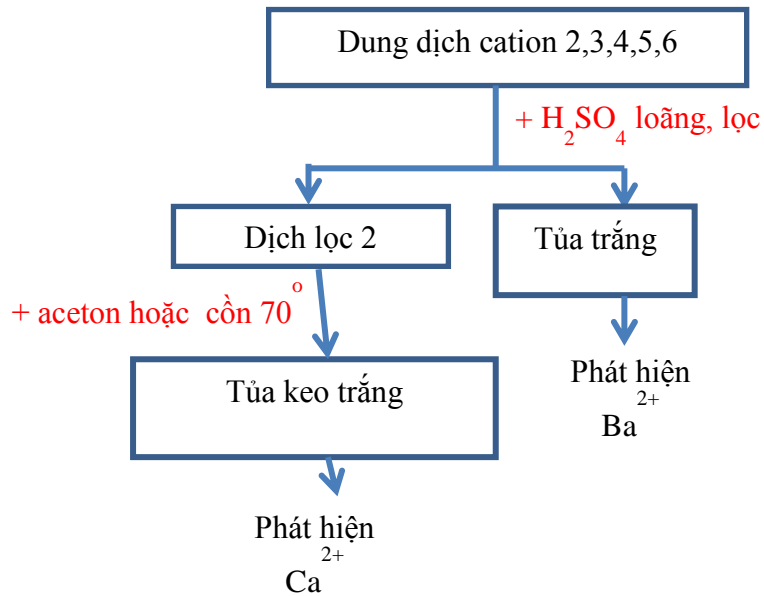 Dung dịch cation 2,3,4,5,6
+ H₂SO₄ loãng, lọc
Dịch lọc 2
Tủa trắng
+ aceton hoặc cồn 70°
Tủa keo trắng
Phát hiện
Ba²⁺
Phát hiện
Ca²⁺